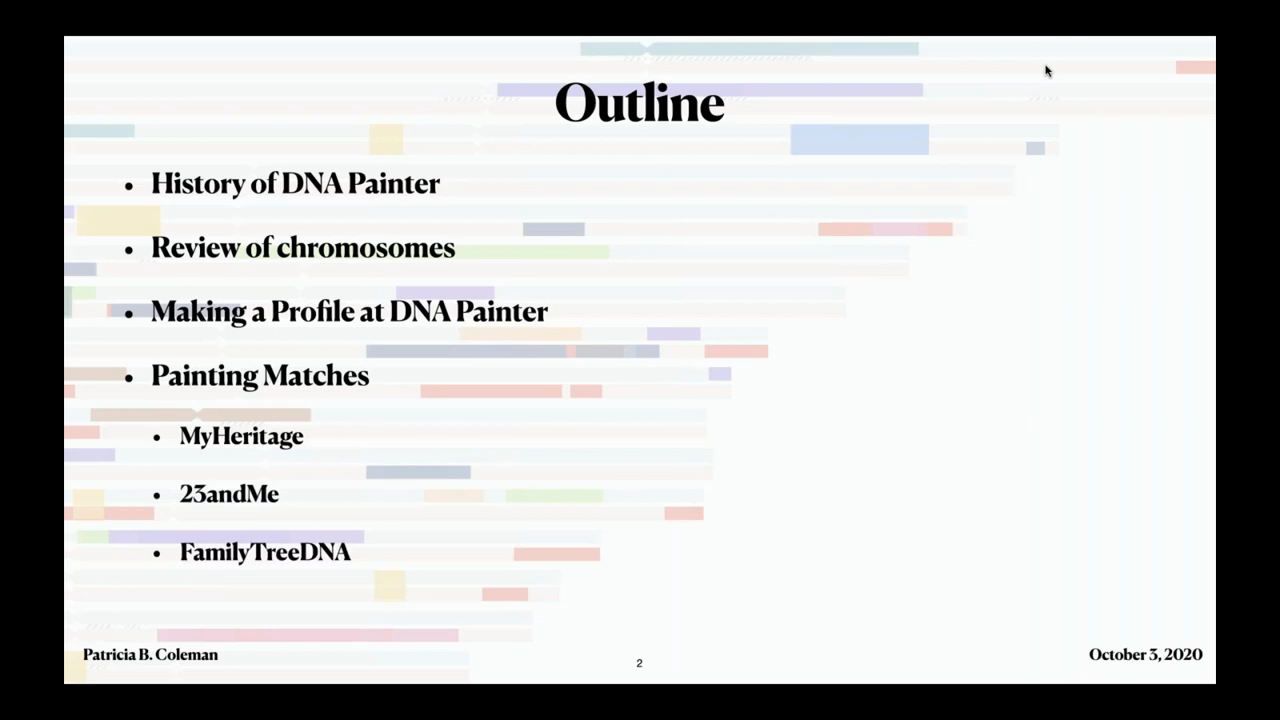 Outline
• History of DNA Painter
• Review of chromosomes
• Making a Profile at DNA Painter
• Painting Matches
• MyHeritage
• 23andMe
• FamilyTreeDNA
Patricia B. Coleman
2
October 3, 2020